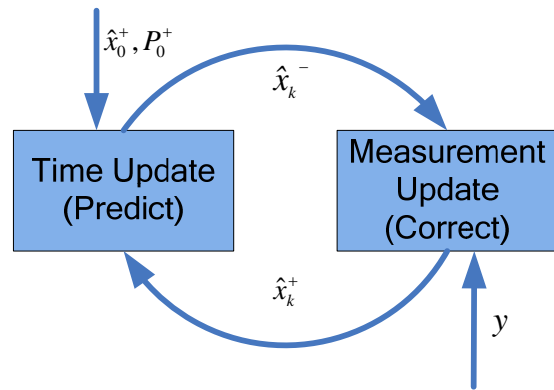 x̂₀⁺, P₀⁺
x̂ₖ⁻
Time Update
(Predict)
Measurement
Update
(Correct)
x̂ₖ⁺
y